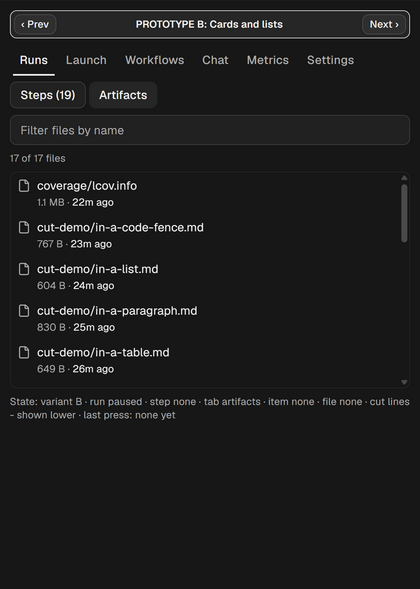 ‹ Prev
PROTOTYPE B: Cards and lists
Next ›
Runs Launch Workflows Chat Metrics Settings
Steps (19) Artifacts
Filter files by name
17 of 17 files
coverage/lcov.info
1.1 MB · 22m ago
cut-demo/in-a-code-fence.md
767 B · 23m ago
cut-demo/in-a-list.md
604 B · 24m ago
cut-demo/in-a-paragraph.md
830 B · 25m ago
cut-demo/in-a-table.md
649 B · 26m ago
State: variant B · run paused · step none · tab artifacts · item none · file none · cut lines
- shown lower · last press: none yet